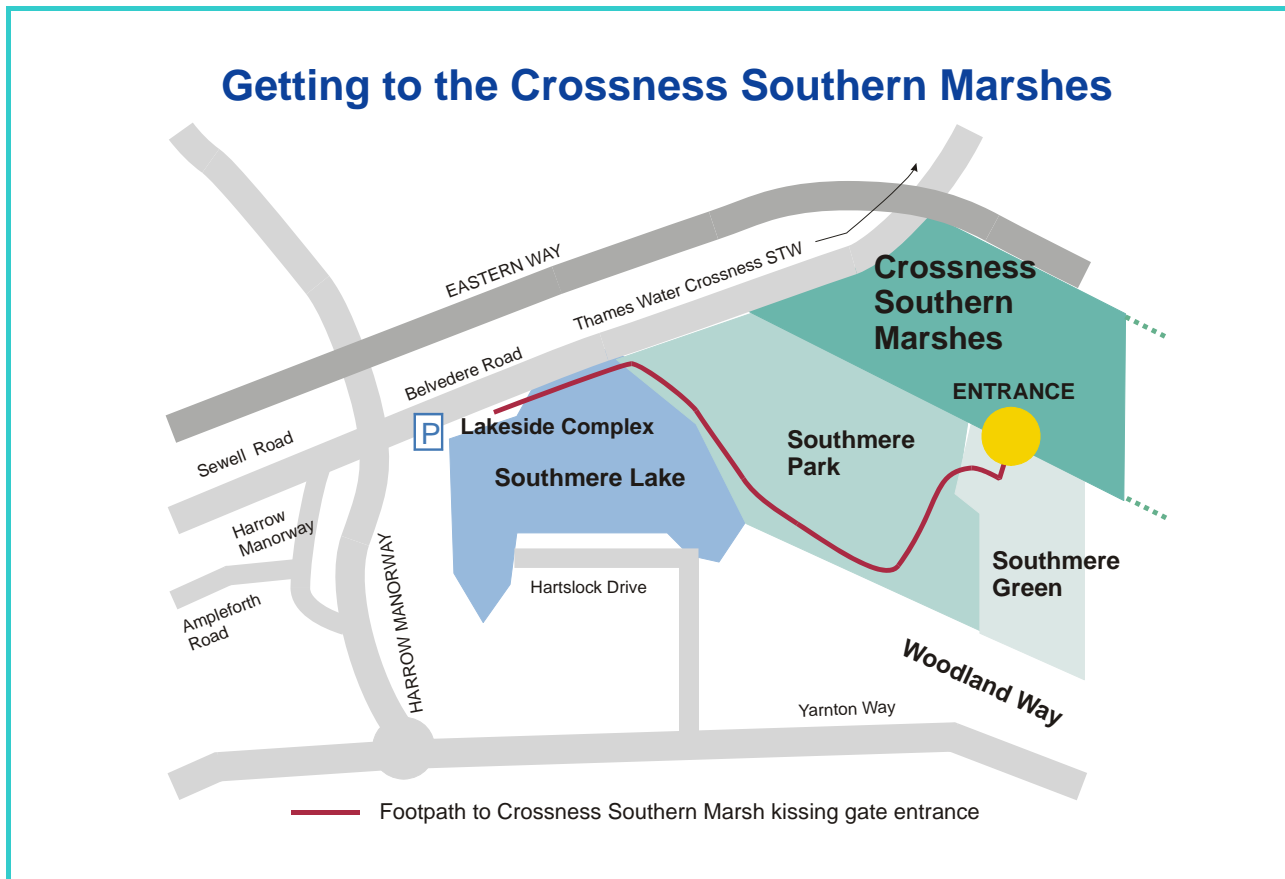 Getting to the Crossness Southern Marshes
EASTERN WAY
Thames Water Crossness STW
Crossness
Southern
Marshes
Belvedere Road
ENTRANCE
P
Lakeside Complex
Sewell Road
Southmere
Park
Southmere Lake
Harrow
Manorway
HARROW MANORWAY
Southmere
Green
Hartslock Drive
Ampleforth
Road
Woodland Way
Yarnton Way
Footpath to Crossness Southern Marsh kissing gate entrance